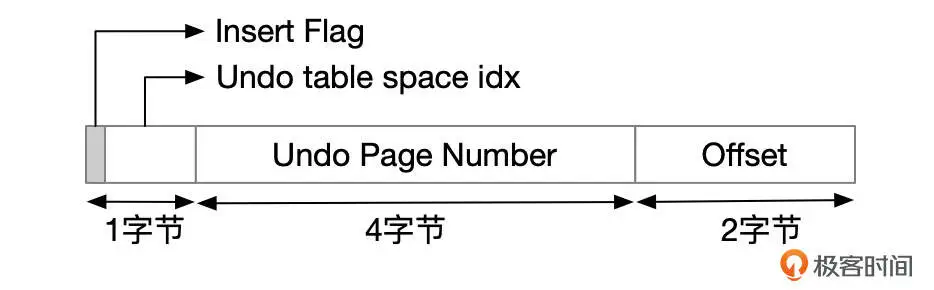 Insert Flag
Undo table space idx
Undo Page Number
Offset
1字节
4字节
2字节
极客时间